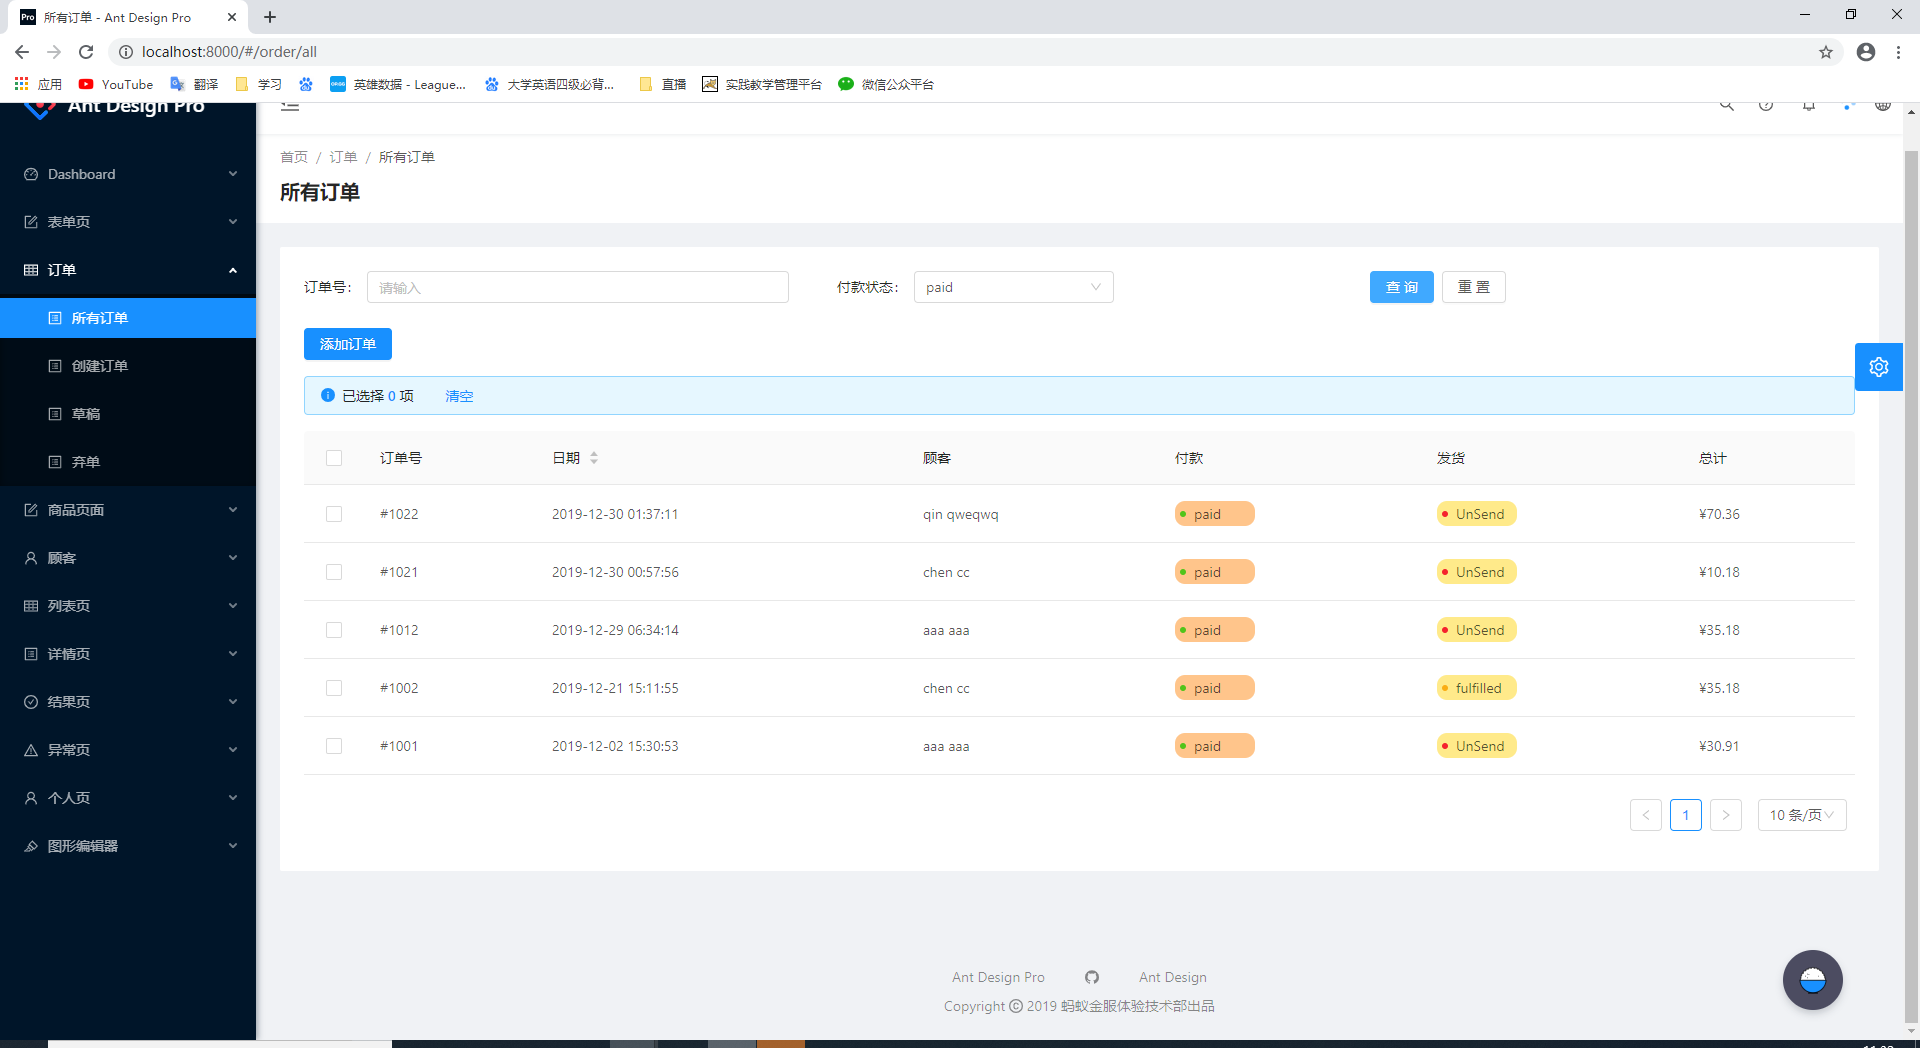 Pro 所有订单 - Ant Design Pro
localhost:8000/#/order/all
应用 YouTube 翻译 学习 英雄数据 - League... 大学英语四级必背... 直播 实践教学管理平台 微信公众平台
Ant Design Pro
Dashboard
表单页
订单
所有订单
创建订单
草稿
弃单
商品页面
顾客
列表页
详情页
结果页
异常页
个人页
图形编辑器
首页 / 订单 / 所有订单
所有订单
订单号: 请输入 付款状态: paid 查 询 重 置
添加订单
已选择 0 项 清空
订单号 日期 顾客 付款 发货 总计
#1022 2019-12-30 01:37:11 qin qweqwq paid UnSend ¥70.36
#1021 2019-12-30 00:57:56 chen cc paid UnSend ¥10.18
#1012 2019-12-29 06:34:14 aaa aaa paid UnSend ¥35.18
#1002 2019-12-21 15:11:55 chen cc paid fulfilled ¥35.18
#1001 2019-12-02 15:30:53 aaa aaa paid UnSend ¥30.91
< 1 > 10 条/页
Ant Design Pro Ant Design
Copyright © 2019 蚂蚁金服体验技术部出品